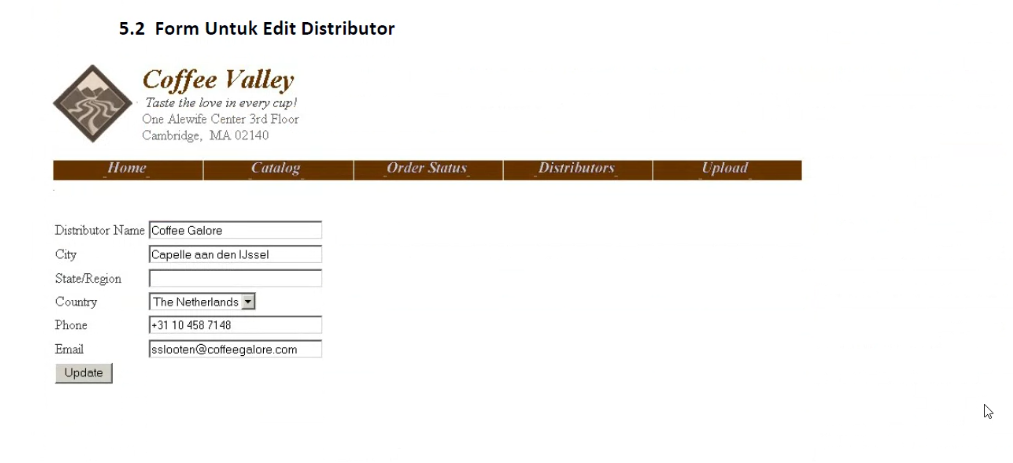 5.2 Form Untuk Edit Distributor
Coffee Valley
Taste the love in every cup!
One Alewife Center 3rd Floor
Cambridge, MA 02140
Home Catalog Order Status Distributors Upload
Distributor Name Coffee Galore
City Capelle aan den IJssel
State/Region
Country The Netherlands
Phone +31 10 458 7148
Email sslooten@coffeegalore.com
Update